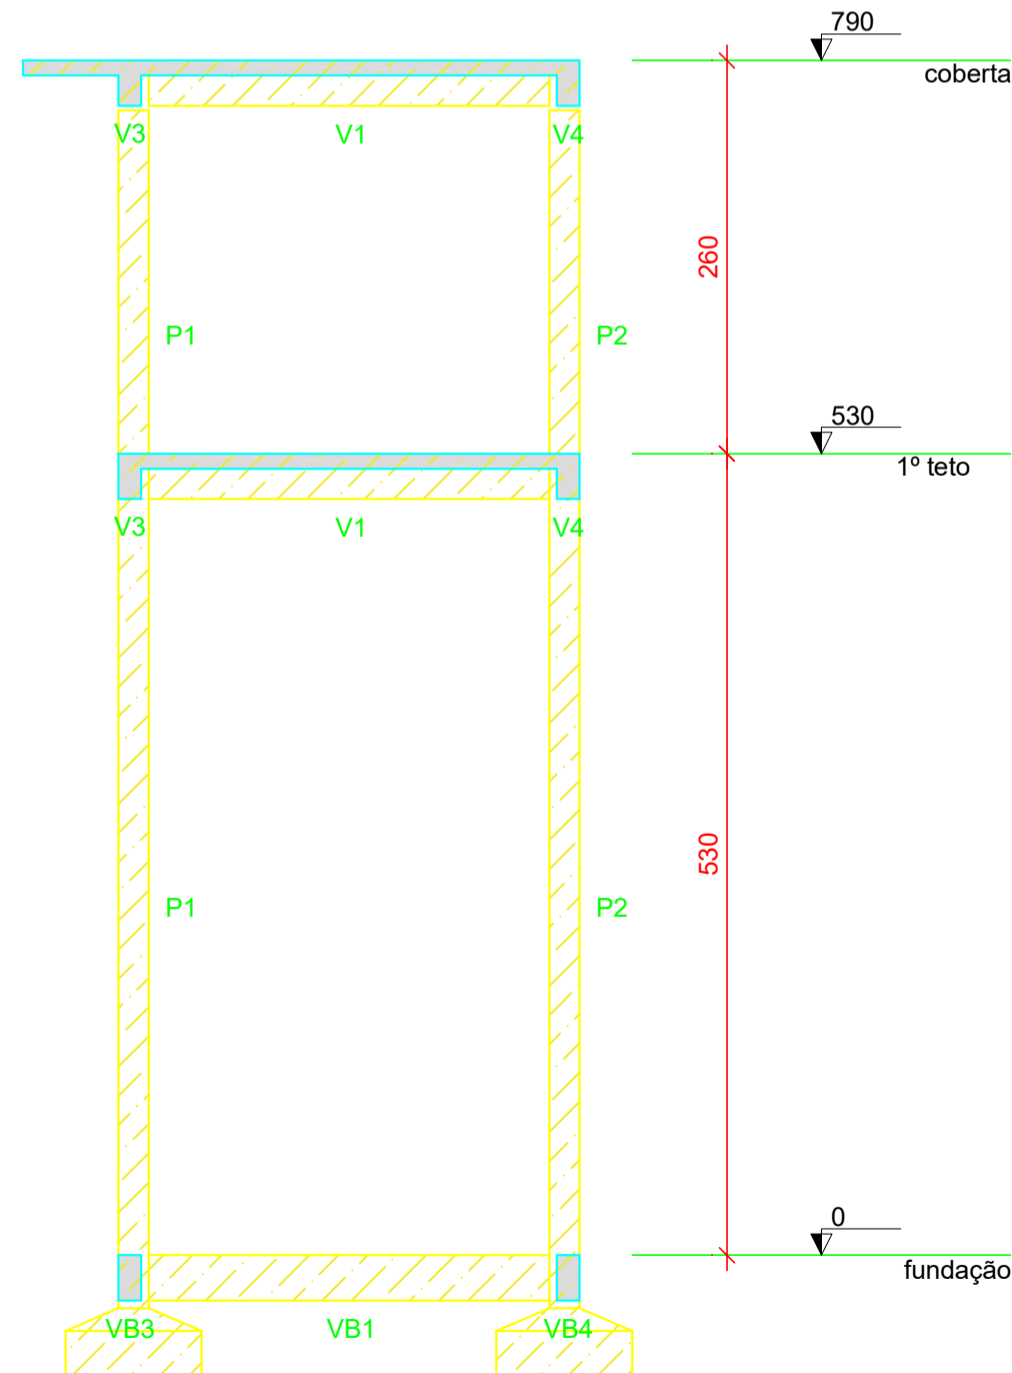 790
coberta
V3 V1 V4
260
P1 P2
530
1º teto
V3 V1 V4
530
P1 P2
0
fundação
VB3 VB1 VB4